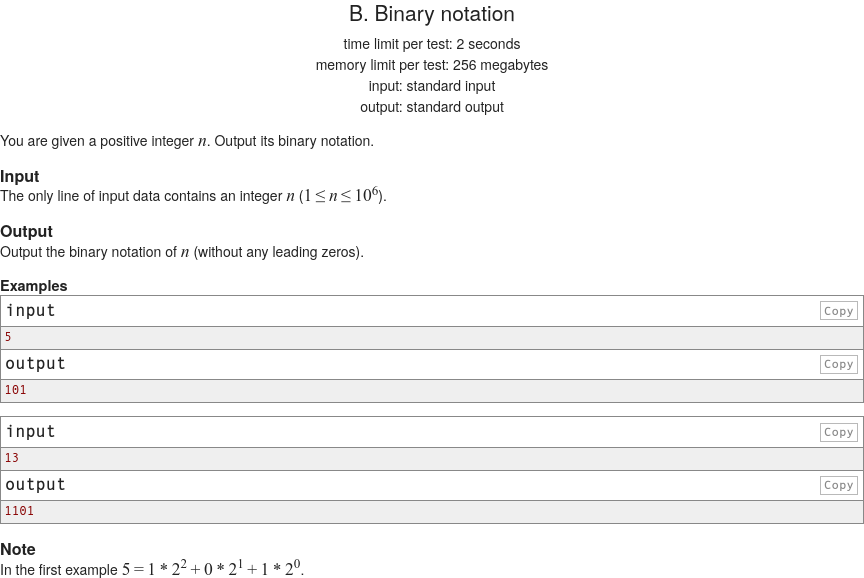 B. Binary notation
time limit per test: 2 seconds
memory limit per test: 256 megabytes
input: standard input
output: standard output
You are given a positive integer n. Output its binary notation.
Input
The only line of input data contains an integer n (1 ≤ n ≤ 10^6).
Output
Output the binary notation of n (without any leading zeros).
Examples
input Copy
5
output Copy
101
input Copy
13
output Copy
1101
Note
In the first example 5 = 1 * 2^2 + 0 * 2^1 + 1 * 2^0.